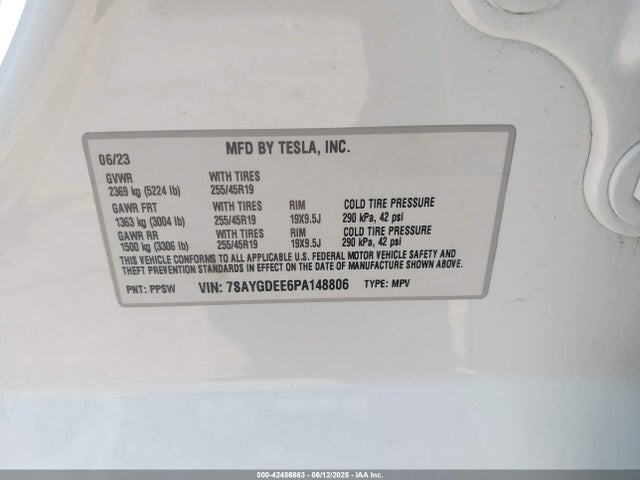 06/23 MFD BY TESLA, INC.
GVWR WITH TIRES
2369 kg (5224 lb) 255/45R19
GAWR FRT WITH TIRES RIM COLD TIRE PRESSURE
1363 kg (3004 lb) 255/45R19 19X9.5J 290 kPa, 42 psi
GAWR RR WITH TIRES RIM COLD TIRE PRESSURE
1500 kg (3306 lb) 255/45R19 19X9.5J 290 kPa, 42 psi
THIS VEHICLE CONFORMS TO ALL APPLICABLE U.S. FEDERAL MOTOR VEHICLE SAFETY AND
THEFT PREVENTION STANDARDS IN EFFECT ON THE DATE OF MANUFACTURE SHOWN ABOVE.
PNT: PPSW VIN: 7SAYGDEE6PA148806 TYPE: MPV
000-42486863 - 06/12/2025 - IAA Inc.